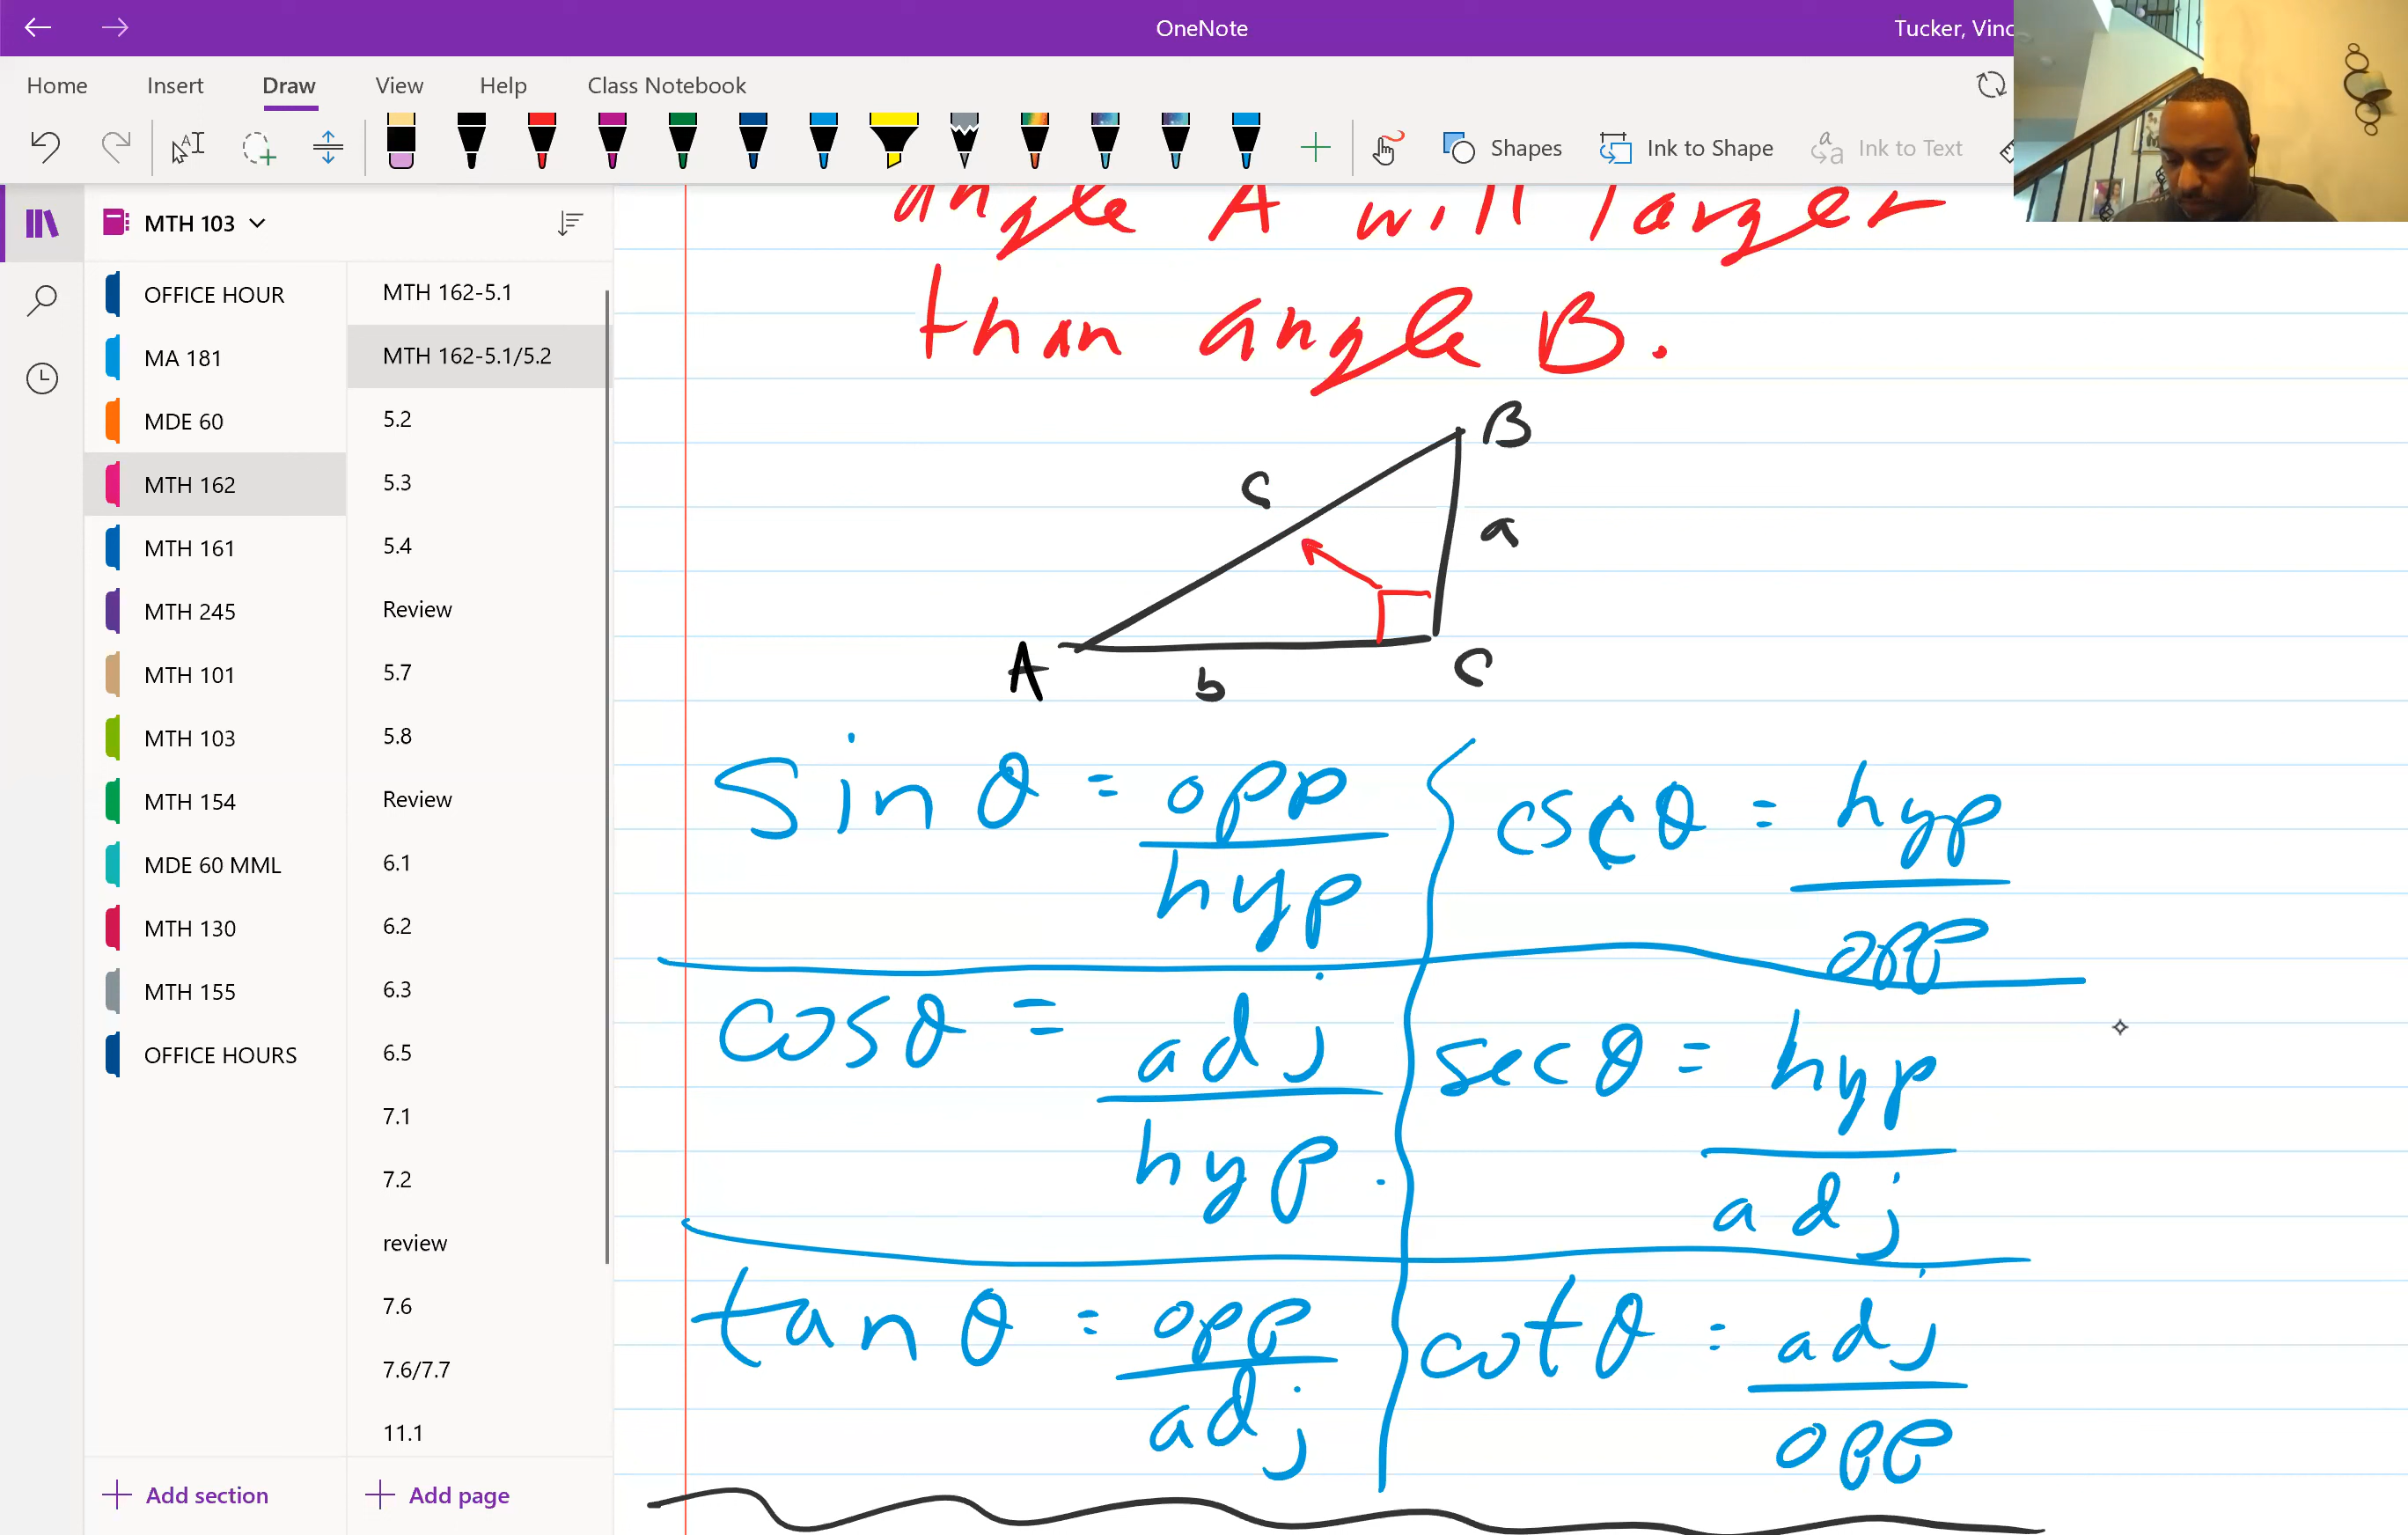 OneNote
Tucker, Vinc
Home Insert Draw View Help Class Notebook
Shapes Ink to Shape Ink to Text
MTH 103
OFFICE HOUR
MA 181
MDE 60
MTH 162
MTH 161
MTH 245
MTH 101
MTH 103
MTH 154
MDE 60 MML
MTH 130
MTH 155
OFFICE HOURS
Add section
MTH 162-5.1
MTH 162-5.1/5.2
5.2
5.3
5.4
Review
5.7
5.8
Review
6.1
6.2
6.3
6.5
7.1
7.2
review
7.6
7.6/7.7
11.1
Add page
angle A will larger
than angle B.
B
c
a
A
b
C
sin θ = opp/hyp
csc θ = hyp/opp
cos θ = adj/hyp.
sec θ = hyp/adj
tan θ = opp/adj
cot θ = adj/opp